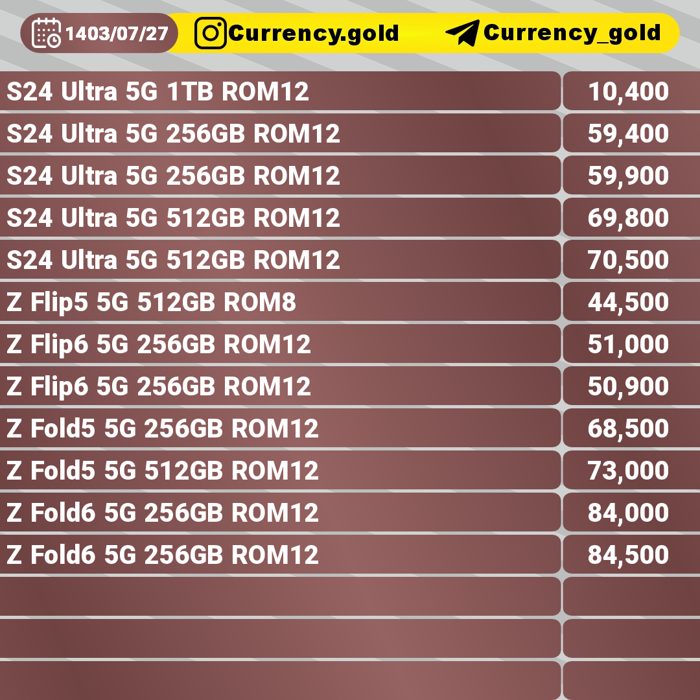 1403/07/27 Currency.gold Currency_gold
S24 Ultra 5G 1TB ROM12 10,400
S24 Ultra 5G 256GB ROM12 59,400
S24 Ultra 5G 256GB ROM12 59,900
S24 Ultra 5G 512GB ROM12 69,800
S24 Ultra 5G 512GB ROM12 70,500
Z Flip5 5G 512GB ROM8 44,500
Z Flip6 5G 256GB ROM12 51,000
Z Flip6 5G 256GB ROM12 50,900
Z Fold5 5G 256GB ROM12 68,500
Z Fold5 5G 512GB ROM12 73,000
Z Fold6 5G 256GB ROM12 84,000
Z Fold6 5G 256GB ROM12 84,500